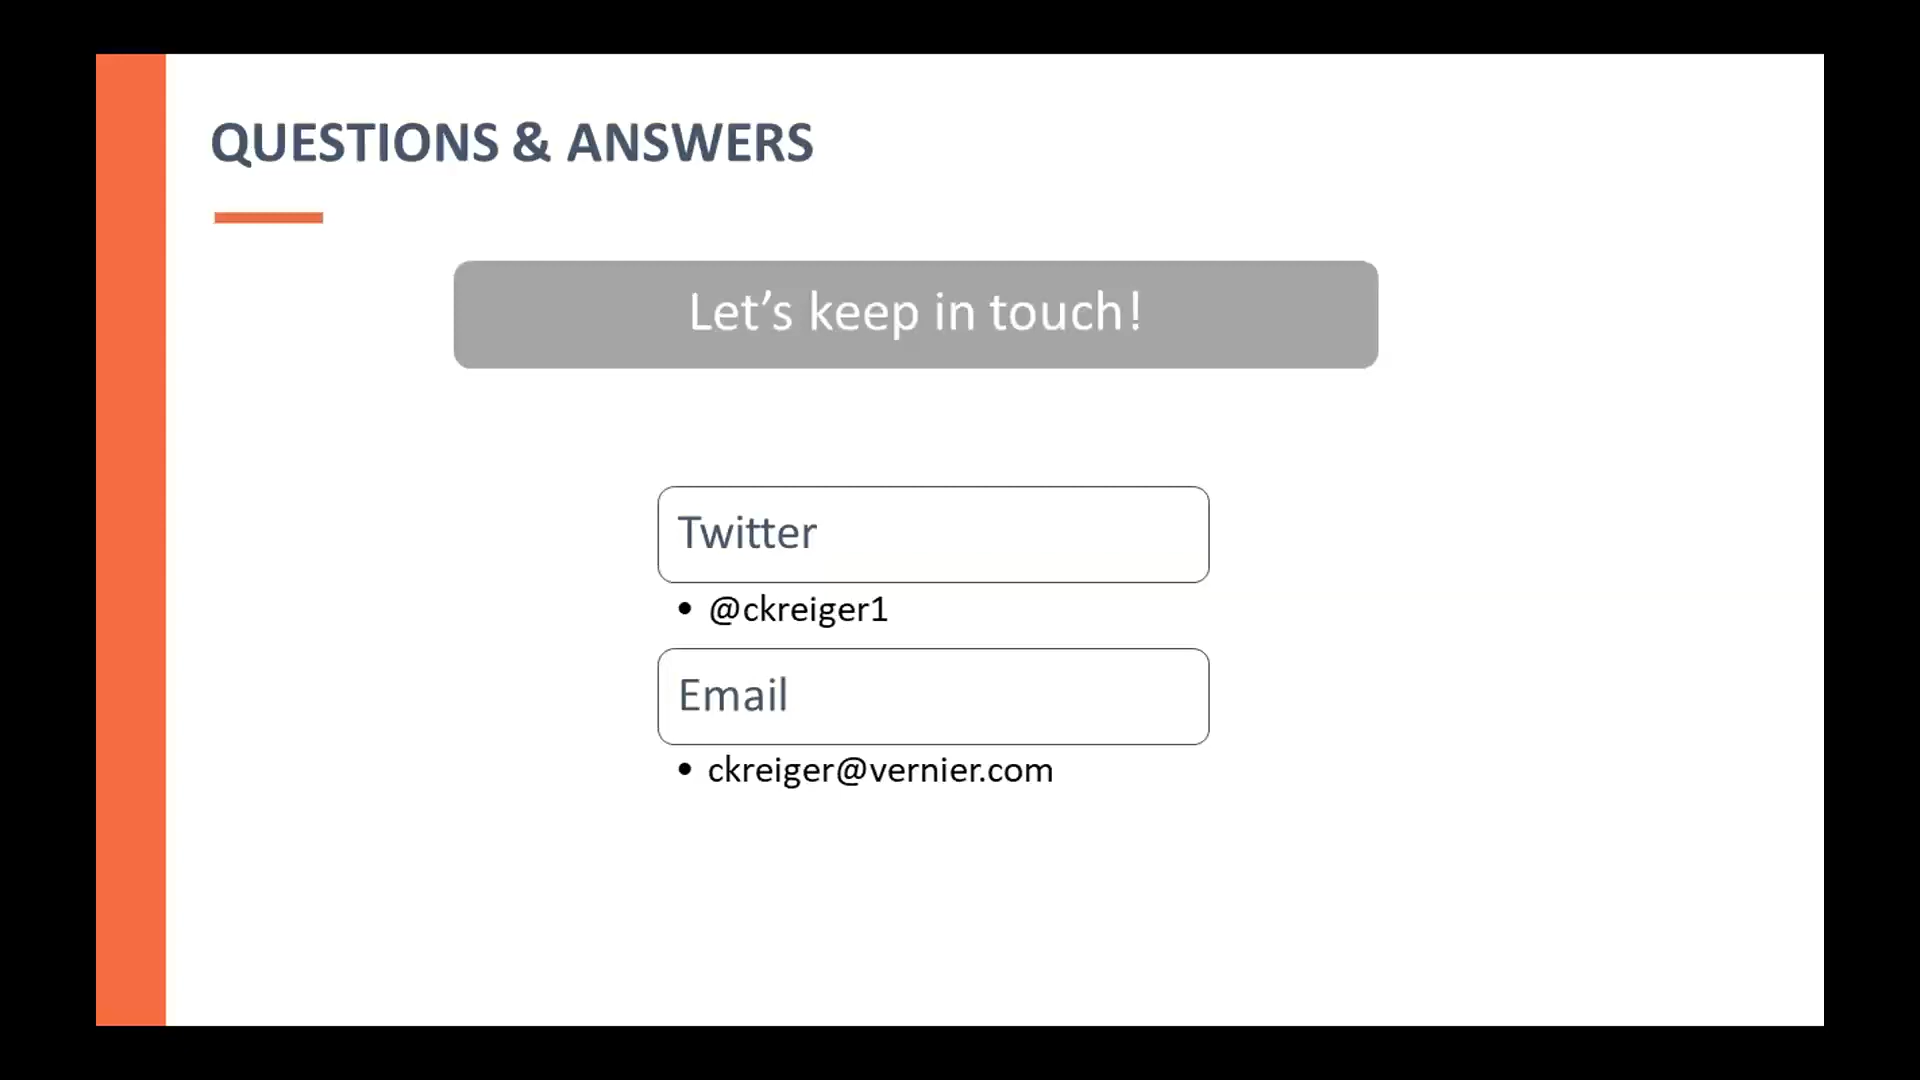 QUESTIONS & ANSWERS
Let’s keep in touch!
Twitter
• @ckreiger1
Email
• ckreiger@vernier.com